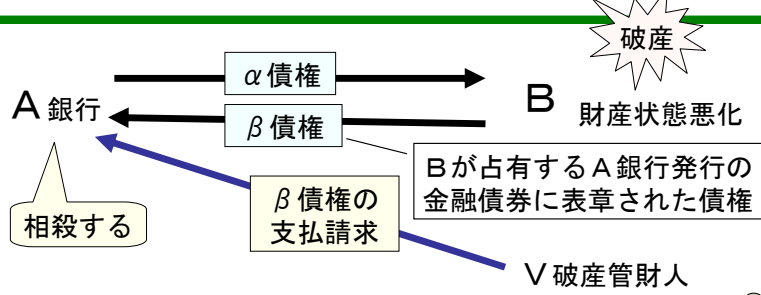 破産
α債権
A 銀行
β債権
B 財産状態悪化
Bが占有するA銀行発行の
金融債券に表章された債権
相殺する
β債権の
支払請求
V破産管財人